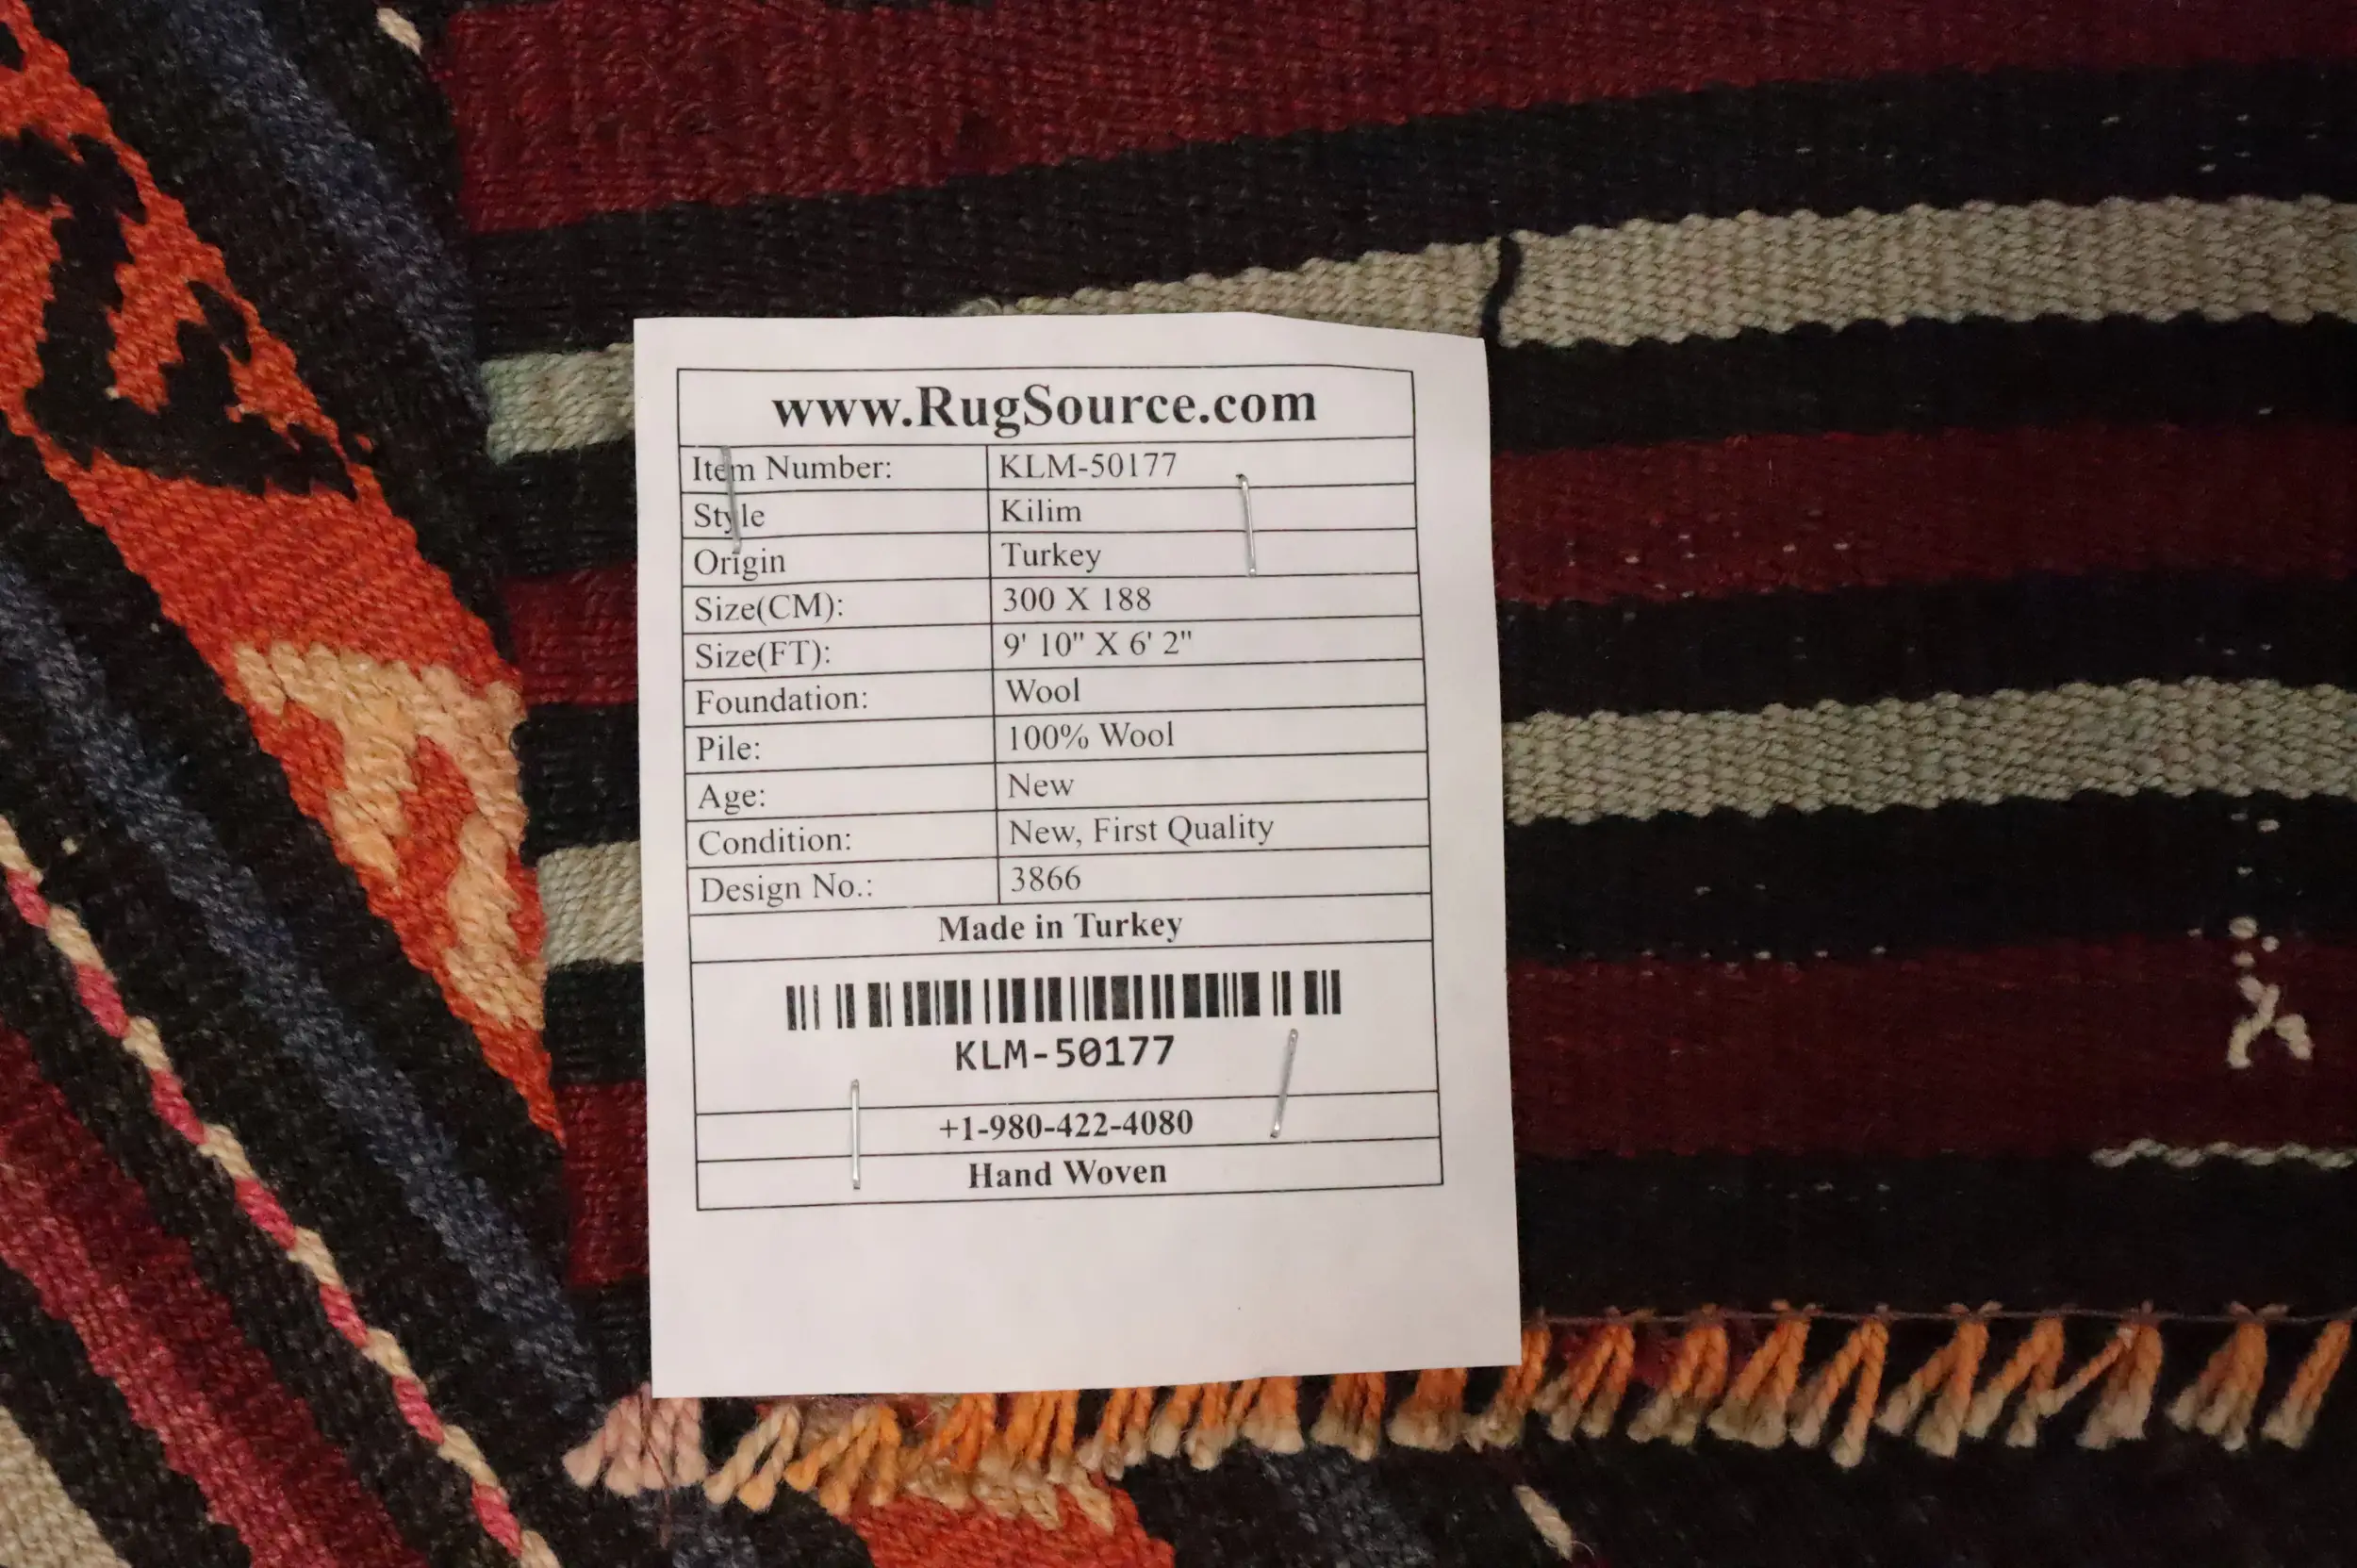 www.RugSource.com
Item Number: KLM-50177
Style Kilim
Origin Turkey
Size(CM): 300 X 188
Size(FT): 9' 10" X 6' 2"
Foundation: Wool
Pile: 100% Wool
Age: New
Condition: New, First Quality
Design No.: 3866
Made in Turkey
KLM-50177
+1-980-422-4080
Hand Woven